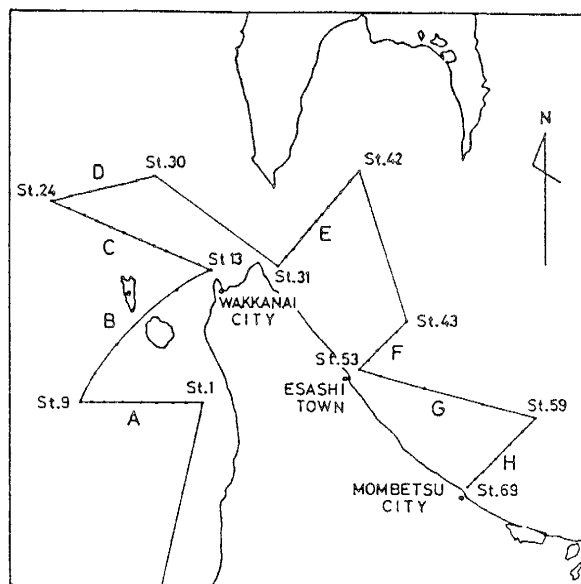 N
St.30
St.42
D
St.24
E
C
St 13
St.31
WAKKANAI
CITY
B
St.43
St.53
F
ESASHI
TOWN
St.9
St.1
A
G
St.59
H
MOMBETSU
CITY
St.69